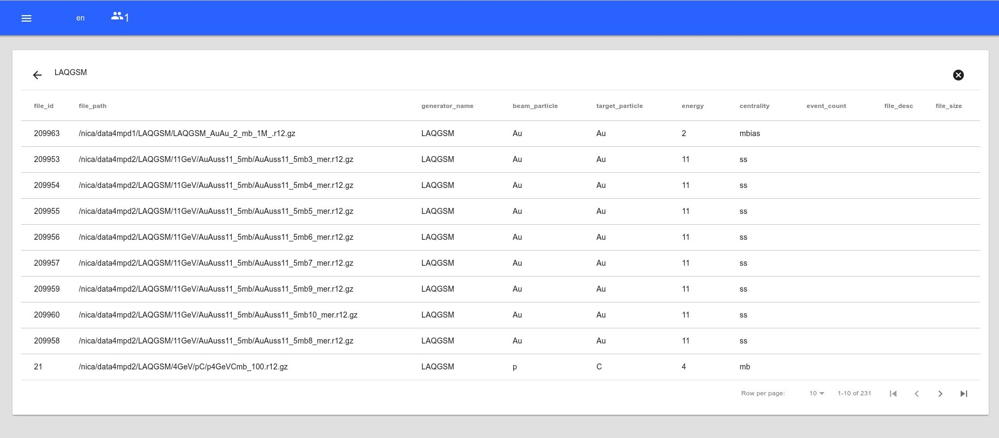 en 1
LAQGSM
file_id file_path generator_name beam_particle target_particle energy centrality event_count file_desc file_size
209963 /nica/data4mpd1/LAQGSM/LAQGSM_AuAu_2_mb_1M_.r12.gz LAQGSM Au Au 2 mbias
209953 /nica/data4mpd2/LAQGSM/11GeV/AuAuss11_5mb/AuAuss11_5mb3_mer.r12.gz LAQGSM Au Au 11 ss
209954 /nica/data4mpd2/LAQGSM/11GeV/AuAuss11_5mb/AuAuss11_5mb4_mer.r12.gz LAQGSM Au Au 11 ss
209955 /nica/data4mpd2/LAQGSM/11GeV/AuAuss11_5mb/AuAuss11_5mb5_mer.r12.gz LAQGSM Au Au 11 ss
209956 /nica/data4mpd2/LAQGSM/11GeV/AuAuss11_5mb/AuAuss11_5mb6_mer.r12.gz LAQGSM Au Au 11 ss
209957 /nica/data4mpd2/LAQGSM/11GeV/AuAuss11_5mb/AuAuss11_5mb7_mer.r12.gz LAQGSM Au Au 11 ss
209959 /nica/data4mpd2/LAQGSM/11GeV/AuAuss11_5mb/AuAuss11_5mb9_mer.r12.gz LAQGSM Au Au 11 ss
209960 /nica/data4mpd2/LAQGSM/11GeV/AuAuss11_5mb/AuAuss11_5mb10_mer.r12.gz LAQGSM Au Au 11 ss
209958 /nica/data4mpd2/LAQGSM/11GeV/AuAuss11_5mb/AuAuss11_5mb8_mer.r12.gz LAQGSM Au Au 11 ss
21 /nica/data4mpd2/LAQGSM/4GeV/pC/p4GeVCmb_100.r12.gz LAQGSM p C 4 mb
Row per page: 10 1-10 of 231